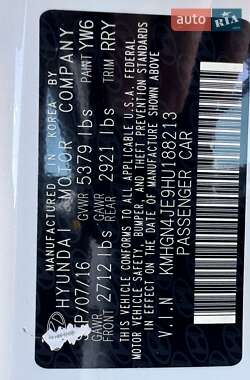 AUTO
RIA
MANUFACTURED IN KOREA BY
HYUNDAI MOTOR COMPANY
P/07/16 GVWR 5379 lbs PAINT YW6
GAWR FRONT 2712 lbs GAWR REAR 2921 lbs TRIM RRY
THIS VEHICLE CONFORMS TO ALL APPLICABLE U.S.A. FEDERAL
MOTOR VEHICLE SAFETY, BUMPER, AND THEFT PREVENTION STANDARDS
IN EFFECT ON THE DATE OF MANUFACTURE SHOWN ABOVE
V.I.N KMHGN4JE9HU188213
PASSENGER CAR